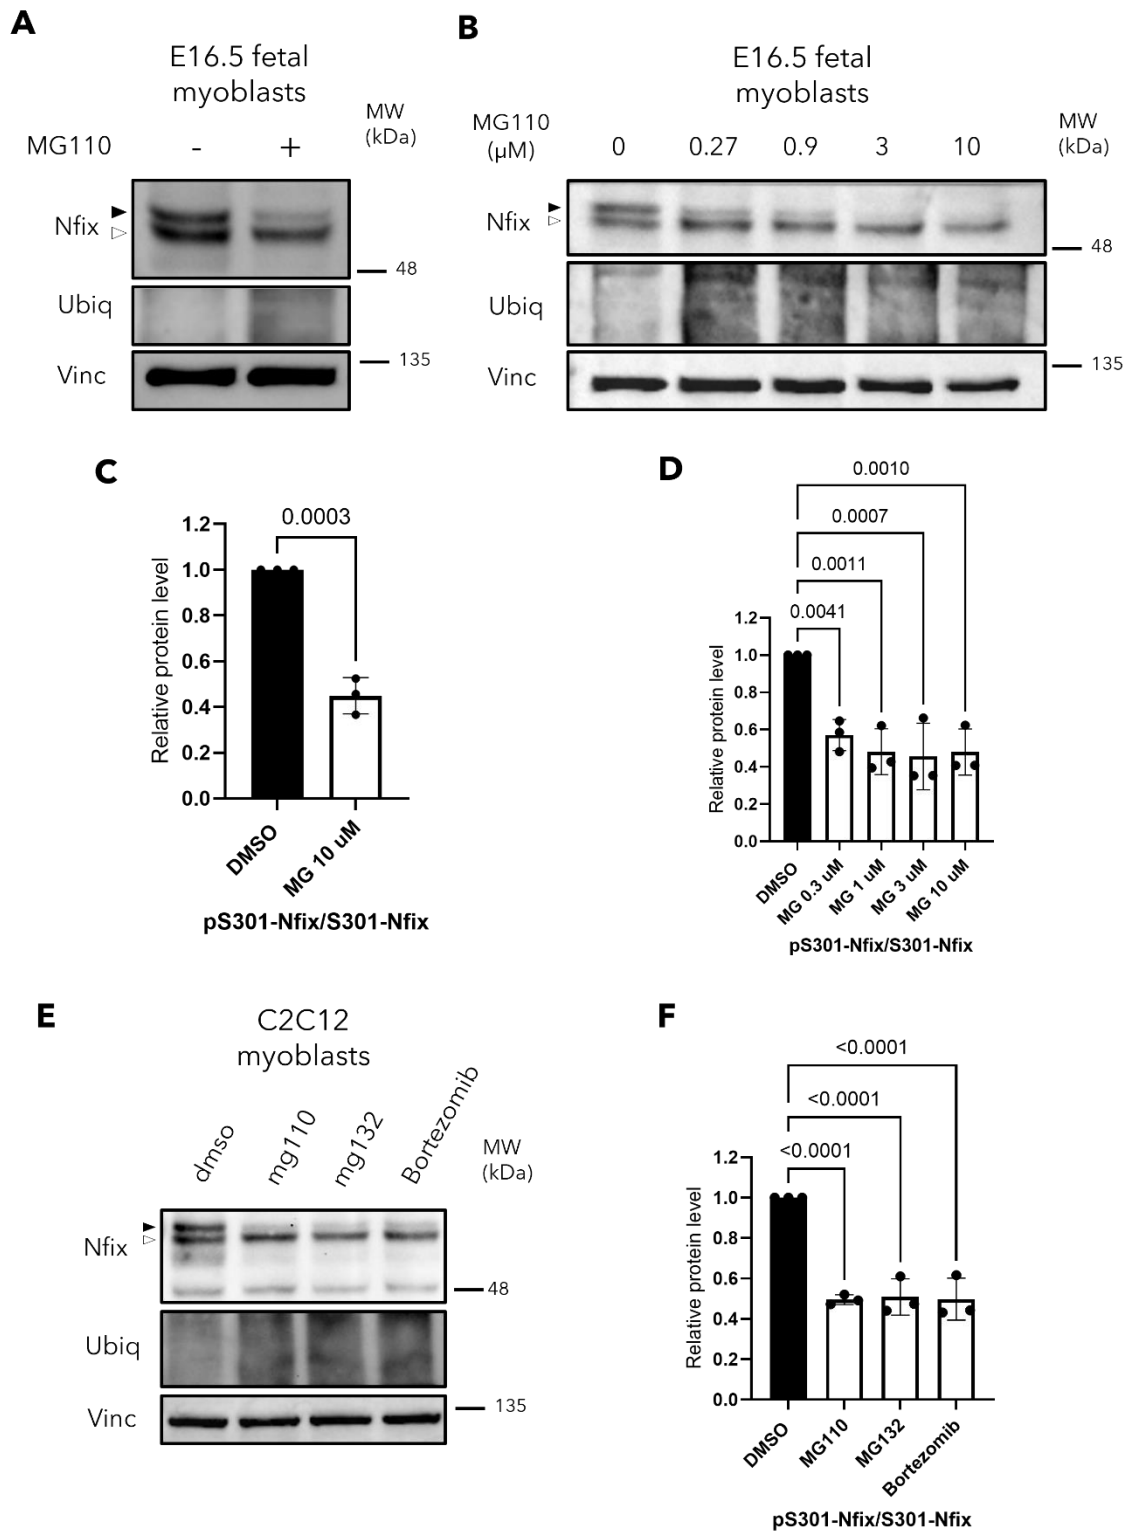 A
E16.5 fetal
myoblasts
MW
(kDa)
MG110
-
+
Nfix
48
Ubiq
135
Vinc
B
E16.5 fetal
myoblasts
MG110
(µM)
0
0.27
0.9
3
10
MW
(kDa)
Nfix
48
Ubiq
135
Vinc
C
0.0003
1.2
1.0
0.8
0.6
0.4
0.2
0.0
Relative protein level
DMSO
MG 10 uM
pS301-Nfix/S301-Nfix
D
0.0010
0.0007
0.0011
0.0041
1.2
1.0
0.8
0.6
0.4
0.2
0.0
Relative protein level
DMSO
MG 0.3 uM
MG 1 uM
MG 3 uM
MG 10 uM
pS301-Nfix/S301-Nfix
E
C2C12
myoblasts
dmso
mg110
mg132
Bortezomib
MW
(kDa)
Nfix
48
Ubiq
135
Vinc
F
<0.0001
<0.0001
<0.0001
1.2
1.0
0.8
0.6
0.4
0.2
0.0
Relative protein level
DMSO
MG110
MG132
Bortezomib
pS301-Nfix/S301-Nfix